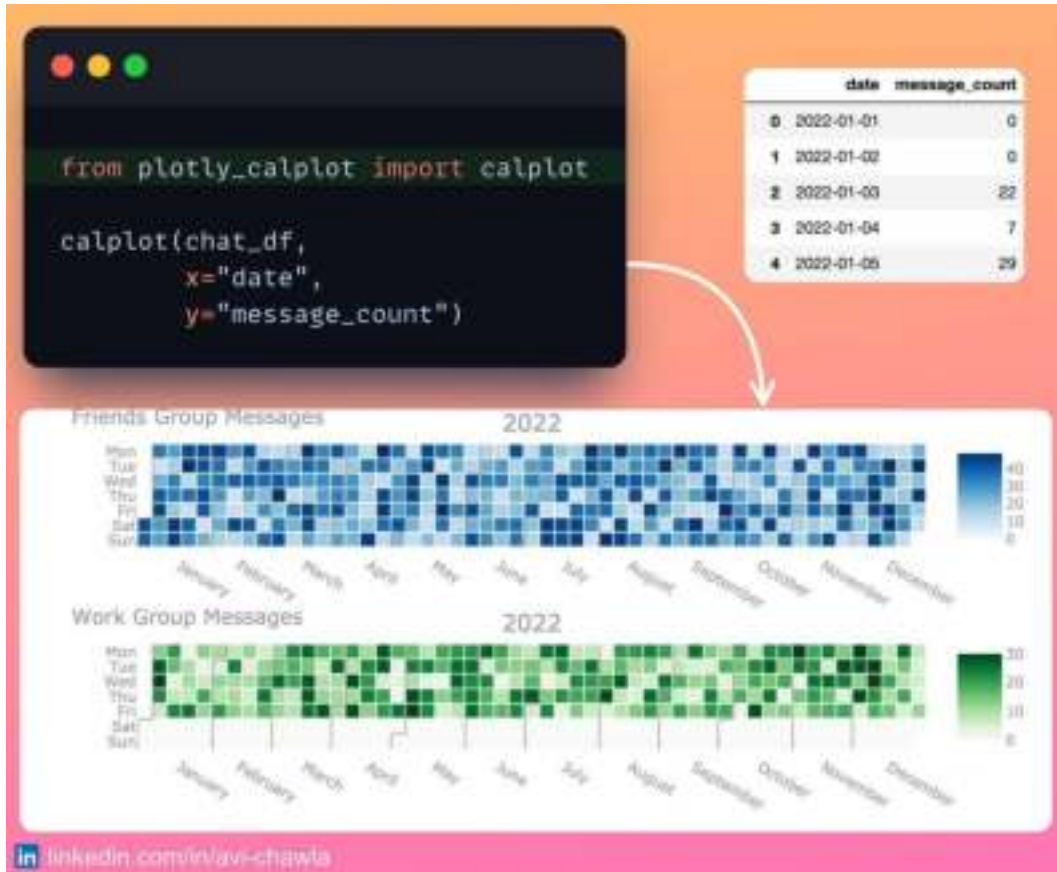 from plotly_calplot import calplot
calplot(chat_df,
x="date",
y="message_count")
date message_count
0 2022-01-01 0
1 2022-01-02 0
2 2022-01-03 22
3 2022-01-04 7
4 2022-01-05 29
Friends Group Messages
2022
Mon
Tue
Wed
Thu
Fri
Sat
Sun
40
30
20
10
0
January February March April May June July August September October November December
Work Group Messages
2022
Mon
Tue
Wed
Thu
Fri
Sat
Sun
30
20
10
0
January February March April May June July August September October November December
in linkedin.com/in/avi-chawla